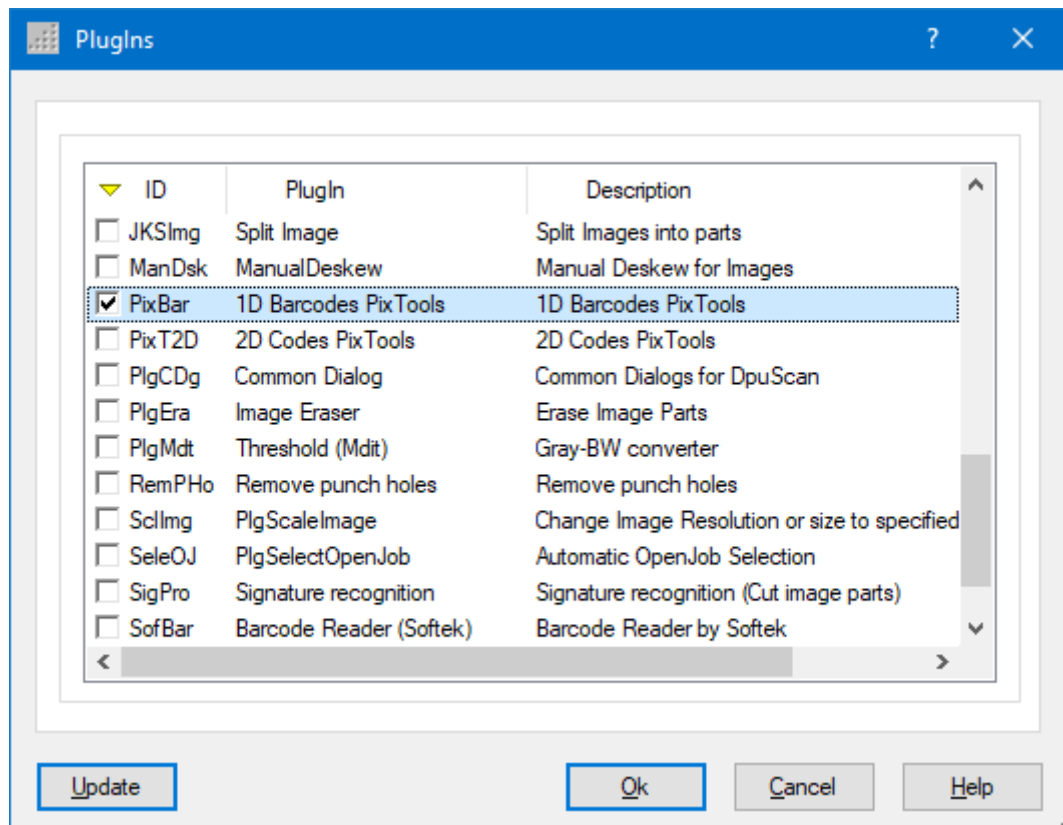 PlugIns ?
ID PlugIn Description
JKSImg Split Image Split Images into parts
ManDsk ManualDeskew Manual Deskew for Images
PixBar 1D Barcodes PixTools 1D Barcodes PixTools
PixT2D 2D Codes PixTools 2D Codes PixTools
PlgCDg Common Dialog Common Dialogs for DpuScan
PlgEra Image Eraser Erase Image Parts
PlgMdt Threshold (Mdit) Gray-BW converter
RemPHo Remove punch holes Remove punch holes
SclImg PlgScaleImage Change Image Resolution or size to specified
SeleOJ PlgSelectOpenJob Automatic OpenJob Selection
SigPro Signature recognition Signature recognition (Cut image parts)
SofBar Barcode Reader (Softek) Barcode Reader by Softek
Update Ok Cancel Help